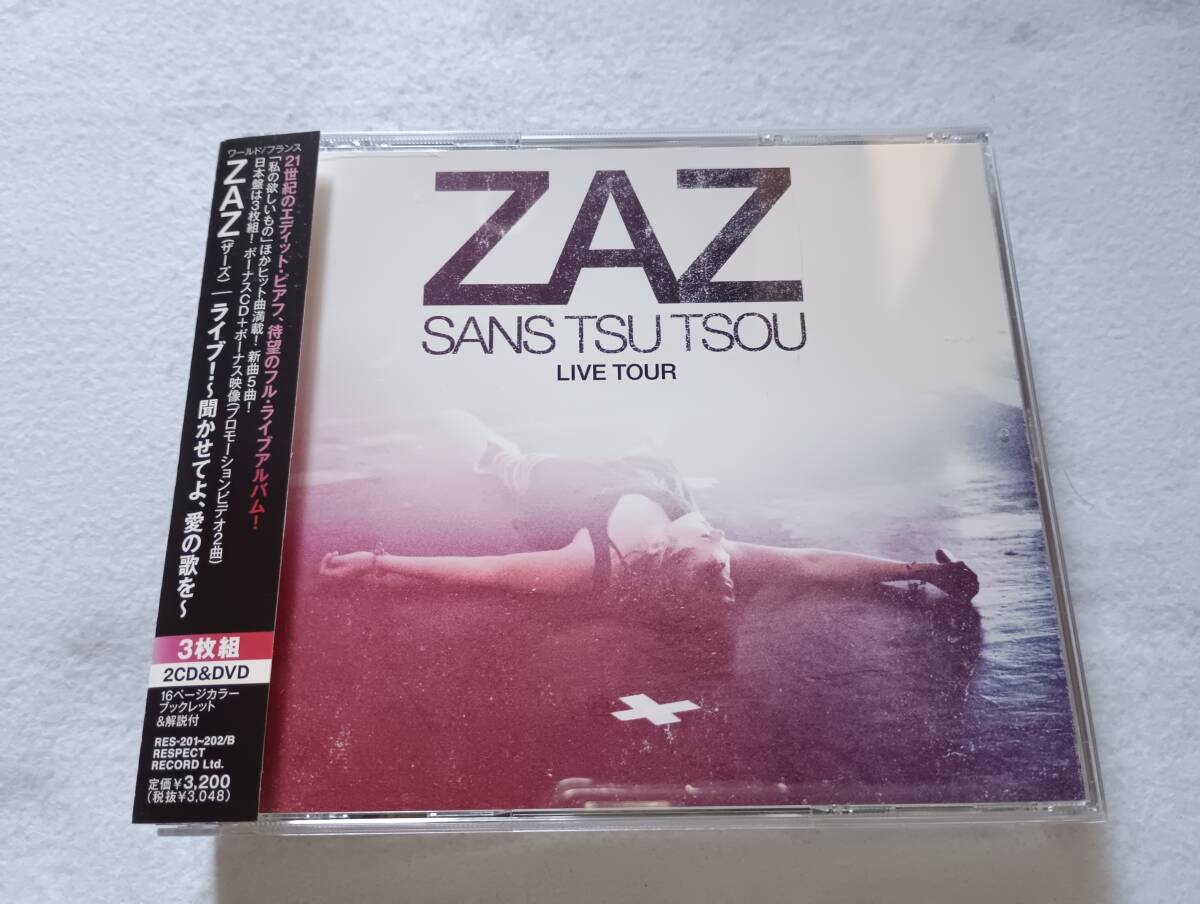 ワールド/フランス
21世紀のエディット・ピアフ、待望のフル・ライブアルバム!
「私の欲しいもの」ほかヒット曲満載! 新曲5曲!
日本盤は3枚組! ボーナスCD+ボーナス映像(プロモーションビデオ2曲)
ZAZ(ザーズ)|ライブ!~聞かせてよ、愛の歌を~
3枚組
2CD&DVD
16ページカラー
ブックレット
&解説付
RES-201~202/B
RESPECT
RECORD Ltd.
定価¥3,200
(税抜¥3,048)
ZAZ
SANS TSU TSOU
LIVE TOUR